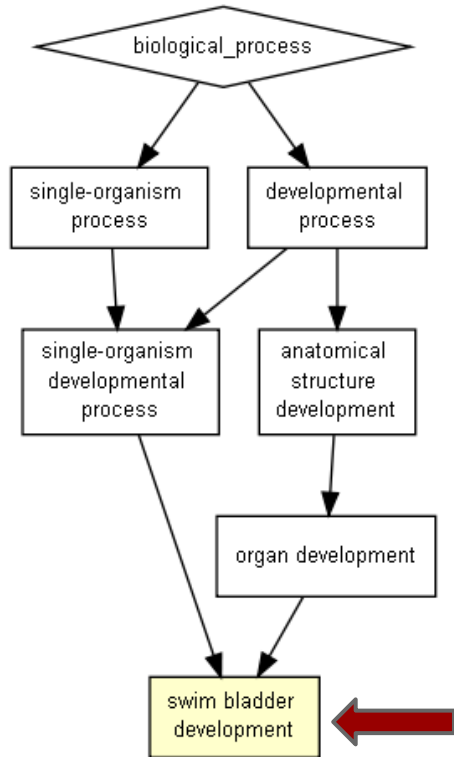 biological_process
single-organism
process
developmental
process
single-organism
developmental
process
anatomical
structure
development
organ development
swim bladder
development